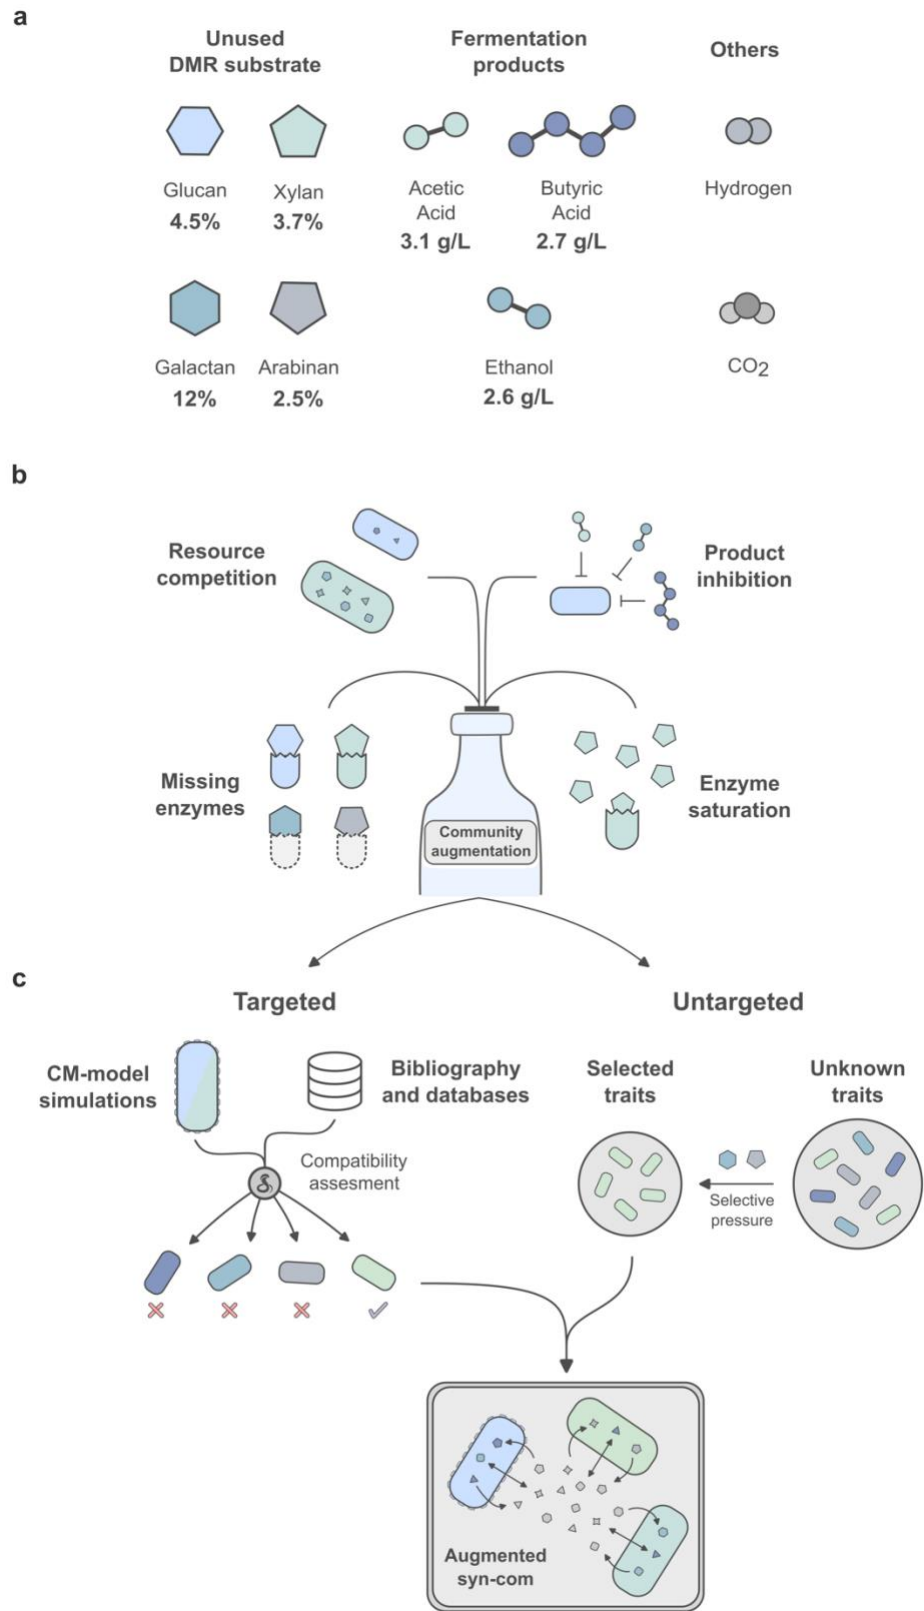 a
Unused
DMR substrate
Fermentation
products
Others
Glucan
4.5%
Xylan
3.7%
Acetic
Acid
3.1 g/L
Butyric
Acid
2.7 g/L
Hydrogen
Galactan
12%
Arabinan
2.5%
Ethanol
2.6 g/L
CO2
b
Resource
competition
Product
inhibition
Missing
enzymes
Enzyme
saturation
Community
augmentation
c
Targeted
Untargeted
CM-model
simulations
Bibliography
and databases
Selected
traits
Unknown
traits
Compatibility
assesment
Selective
pressure
Augmented
syn-com